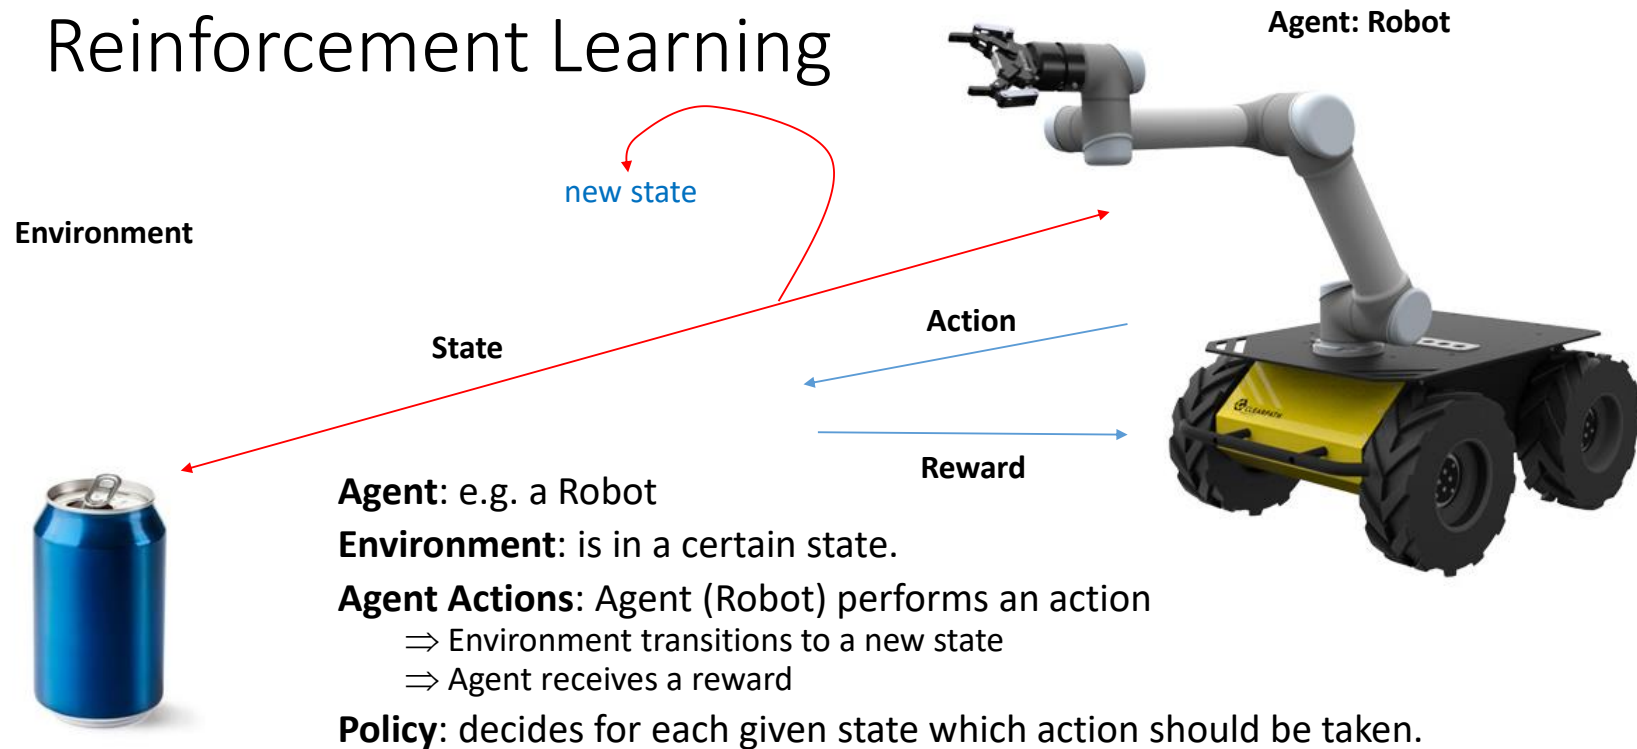 Reinforcement Learning
Agent: Robot
new state
Environment
Action
State
CLEARPATH
Reward
Agent: e.g. a Robot
Environment: is in a certain state.
Agent Actions: Agent (Robot) performs an action
⇒ Environment transitions to a new state
⇒ Agent receives a reward
Policy: decides for each given state which action should be taken.